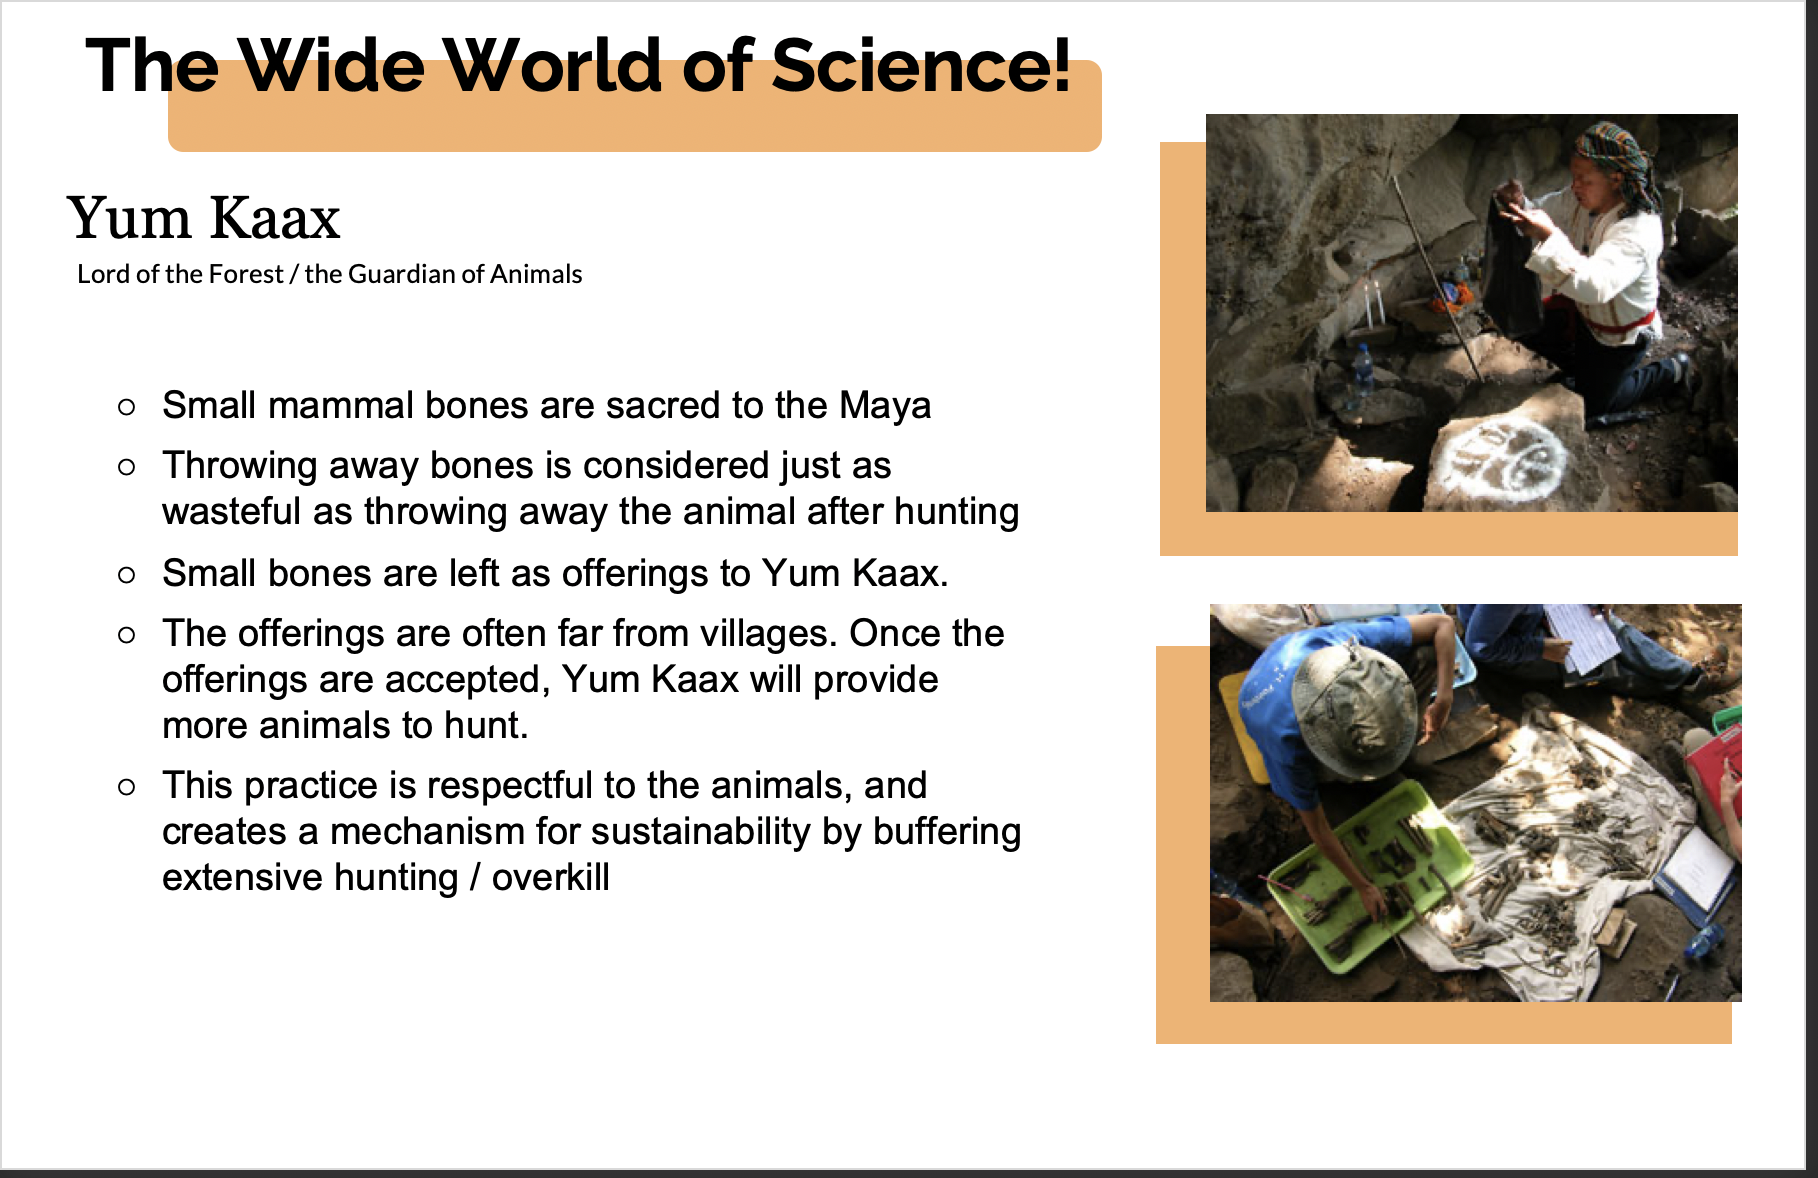 The Wide World of Science!
Yum Kaax
Lord of the Forest / the Guardian of Animals
○ Small mammal bones are sacred to the Maya
○ Throwing away bones is considered just as
wasteful as throwing away the animal after hunting
○ Small bones are left as offerings to Yum Kaax.
○ The offerings are often far from villages. Once the
offerings are accepted, Yum Kaax will provide
more animals to hunt.
○ This practice is respectful to the animals, and
creates a mechanism for sustainability by buffering
extensive hunting / overkill